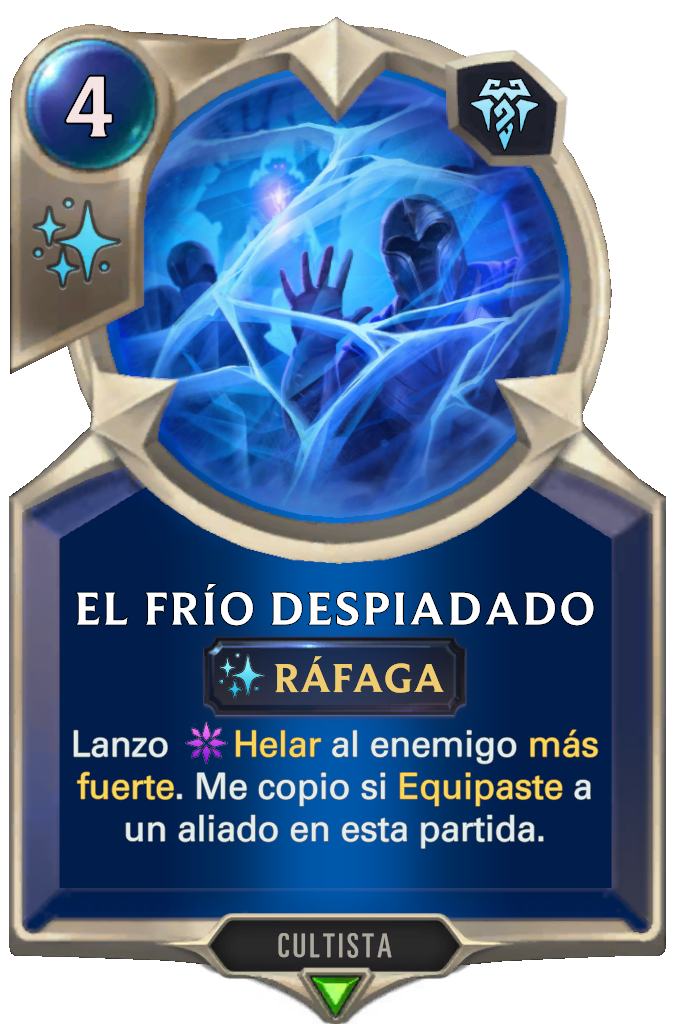 4
EL FRÍO DESPIADADO
RÁFAGA
Lanzo Helar al enemigo más
fuerte. Me copio si Equipaste a
un aliado en esta partida.
CULTISTA